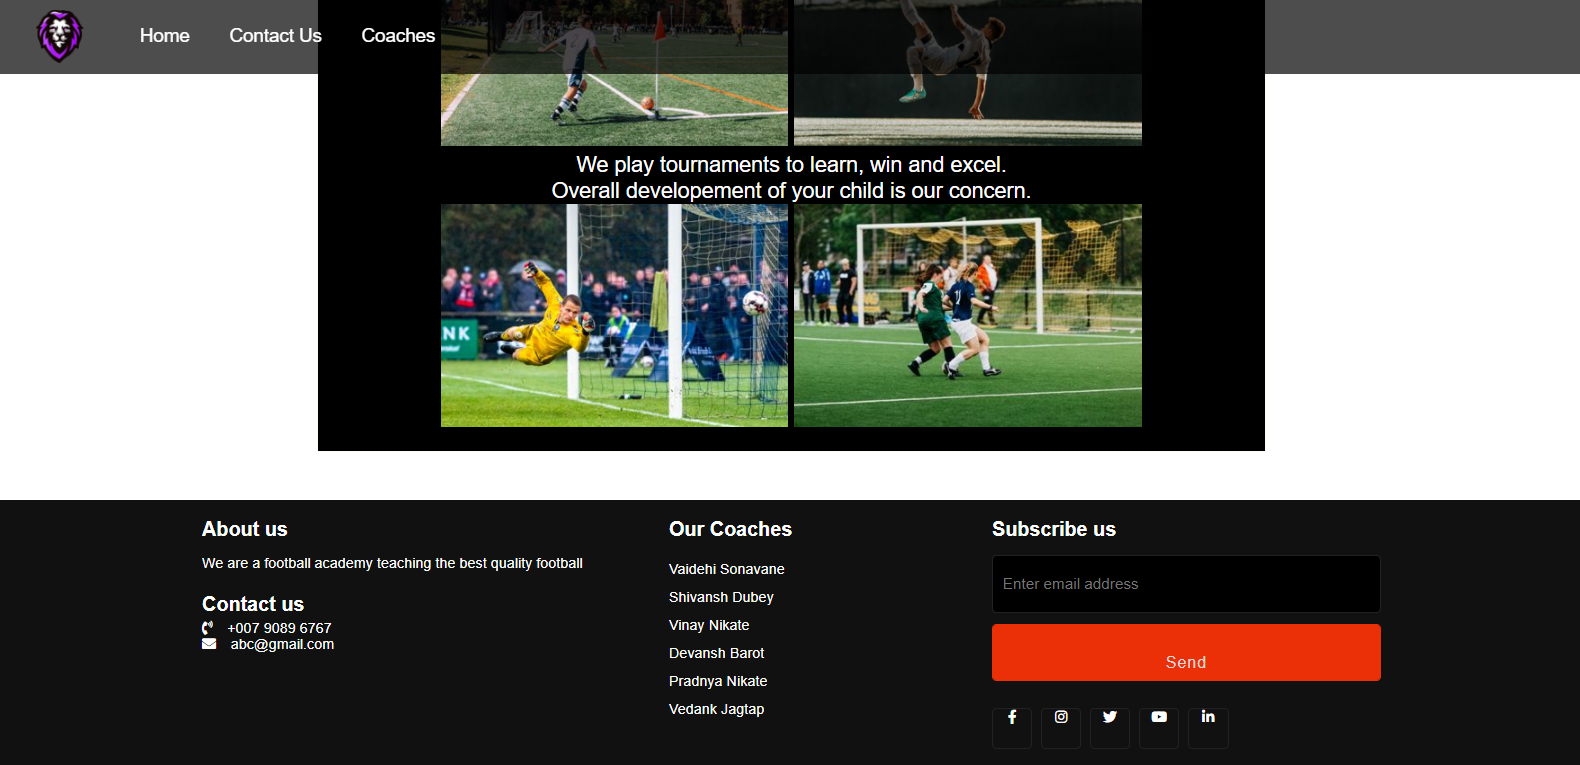 Home Contact Us Coaches
We play tournaments to learn, win and excel.
Overall developement of your child is our concern.
NK
About us
We are a football academy teaching the best quality football
Contact us
+007 9089 6767
abc@gmail.com
Our Coaches
Vaidehi Sonavane
Shivansh Dubey
Vinay Nikate
Devansh Barot
Pradnya Nikate
Vedank Jagtap
Subscribe us
Enter email address
Send